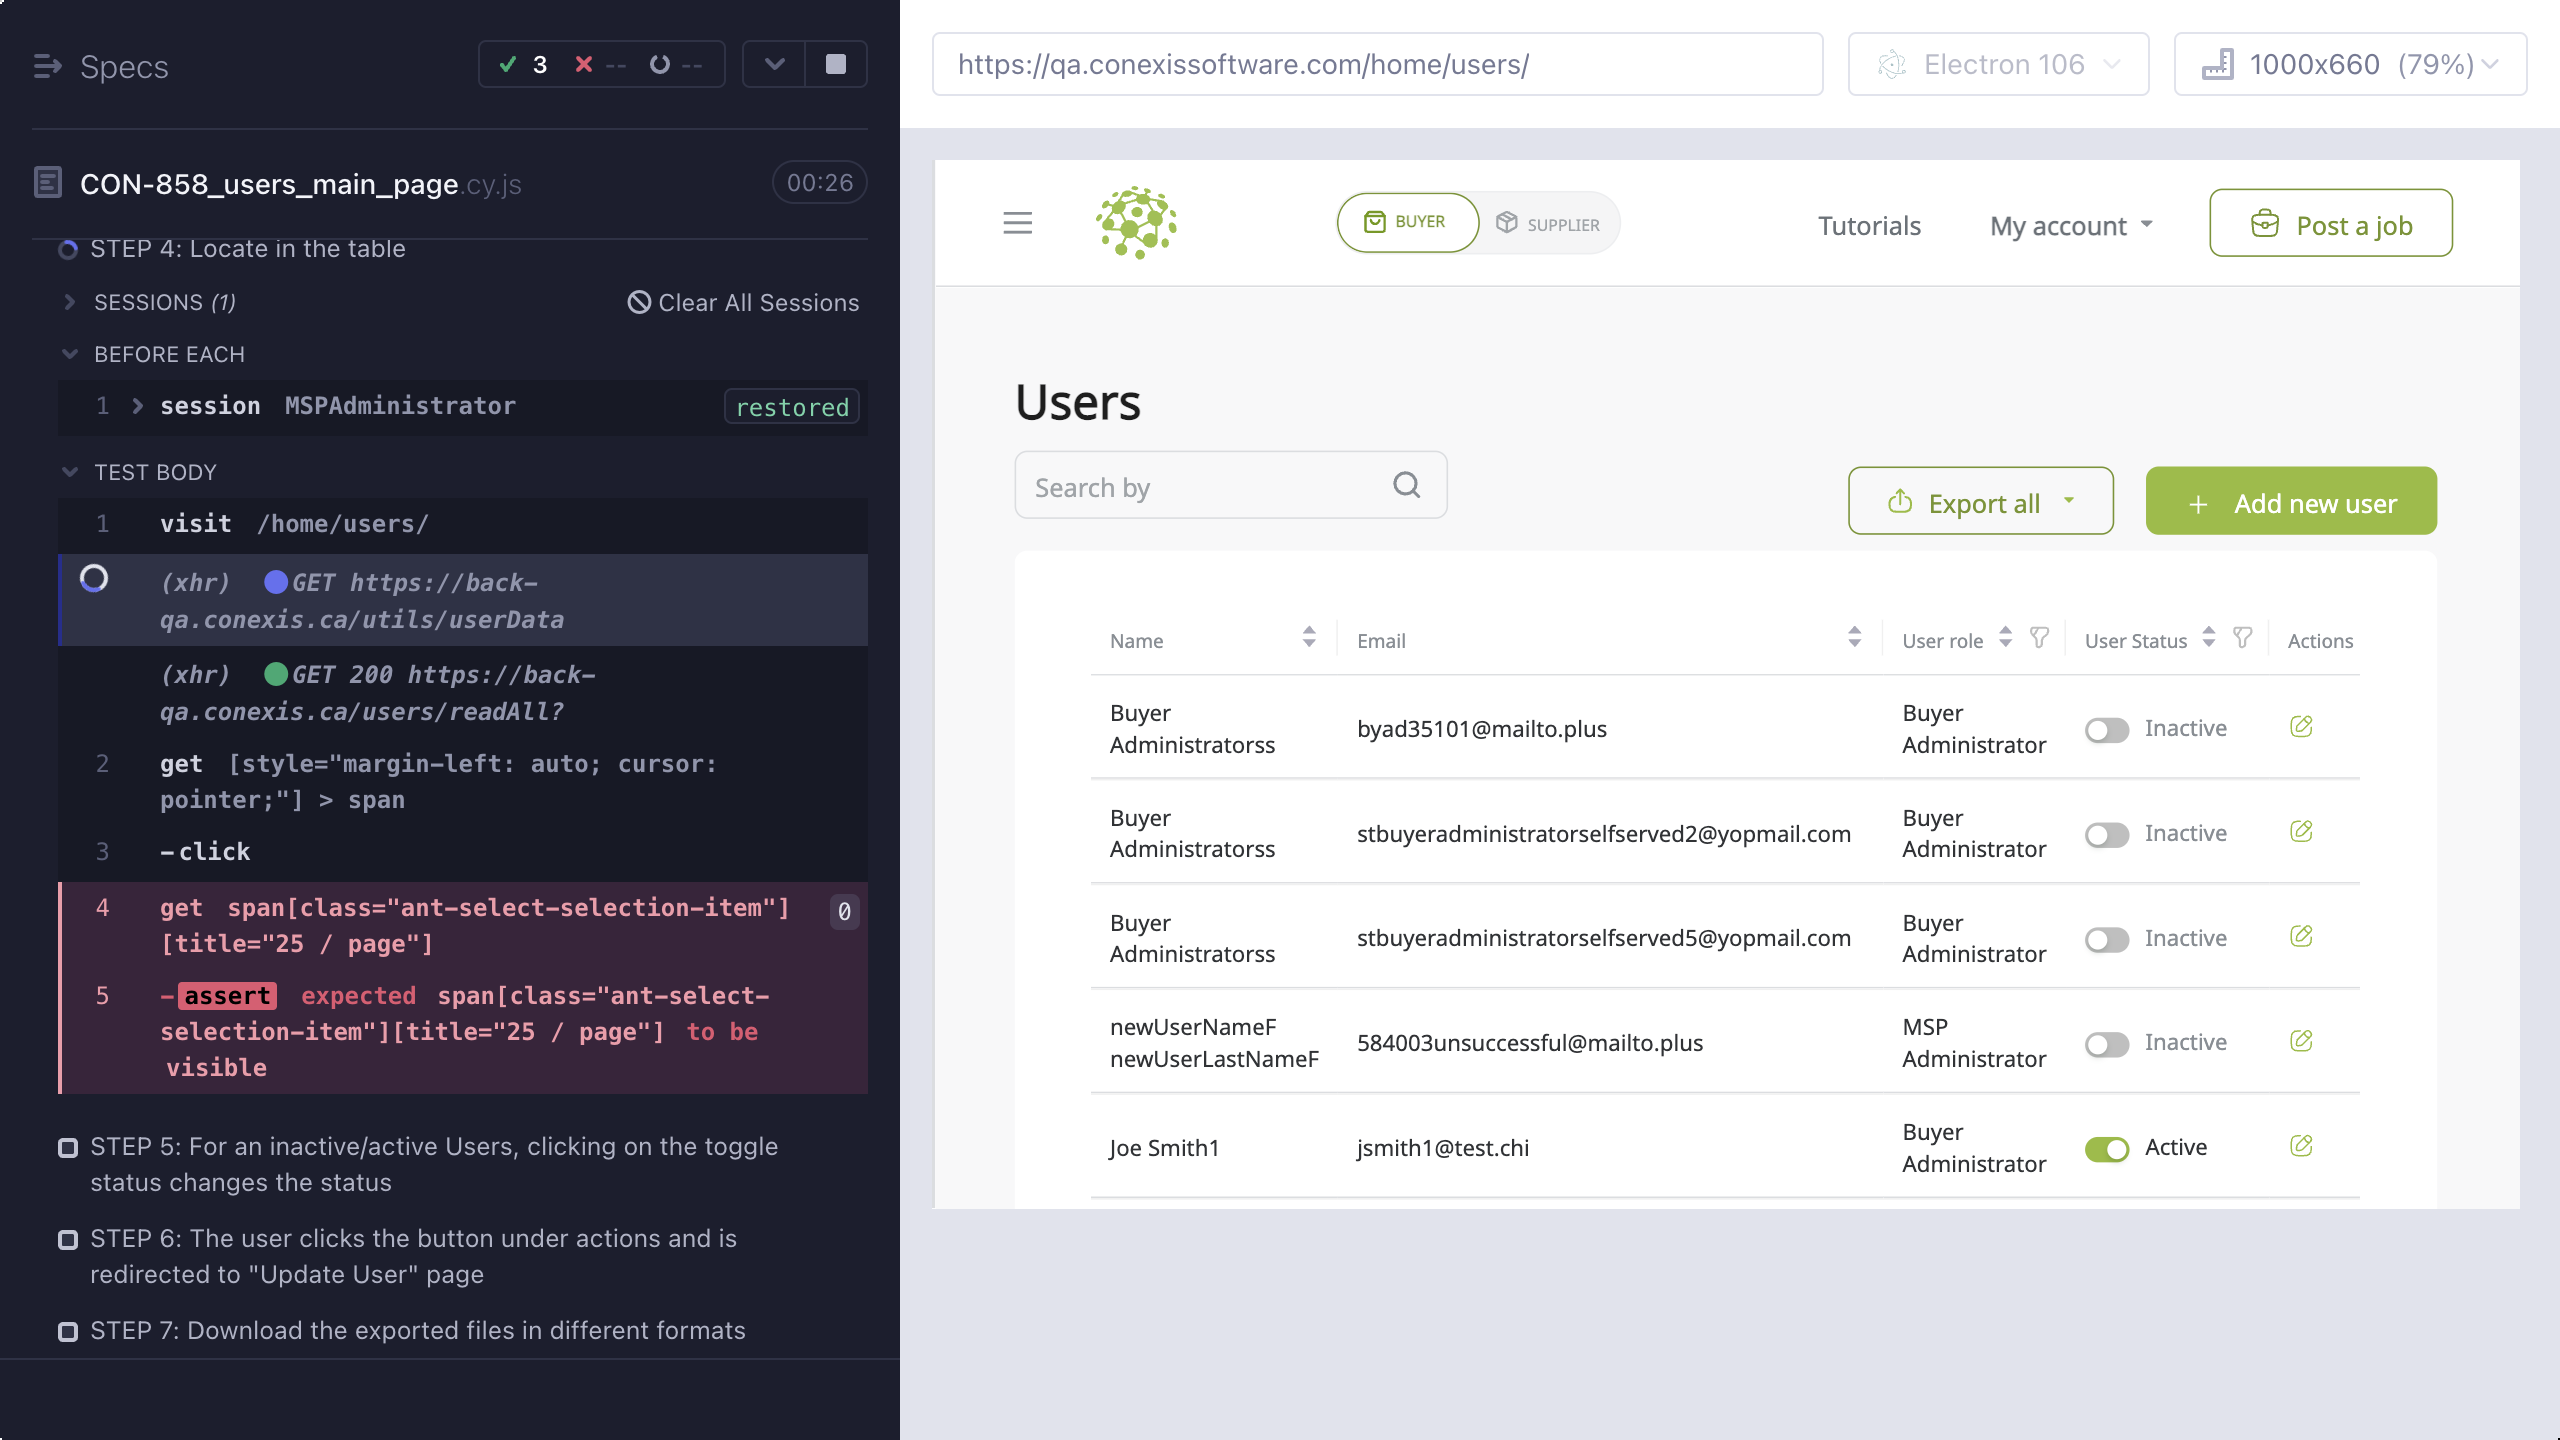 Specs
3
--
--
CON-858_users_main_page.cy.js
00:26
STEP 4: Locate in the table
SESSIONS (1)
Clear All Sessions
BEFORE EACH
1 session MSPAdministrator
restored
TEST BODY
1 visit /home/users/
(xhr) GET https://back-
qa.conexis.ca/utils/userData
(xhr) GET 200 https://back-
qa.conexis.ca/users/readAll?
2 get [style="margin-left: auto; cursor:
pointer;"] > span
3 -click
4 get span[class="ant-select-selection-item"]
[title="25 / page"]
0
5 -assert expected span[class="ant-select-
selection-item"][title="25 / page"] to be
visible
STEP 5: For an inactive/active Users, clicking on the toggle
status changes the status
STEP 6: The user clicks the button under actions and is
redirected to "Update User" page
STEP 7: Download the exported files in different formats
https://qa.conexissoftware.com/home/users/
Electron 106
1000x660 (79%)
BUYER
SUPPLIER
Tutorials
My account
Post a job
Users
Search by
Export all
+ Add new user
Name
Email
User role
User Status
Actions
Buyer
Administratorss
byad35101@mailto.plus
Buyer
Administrator
Inactive
Buyer
Administratorss
stbuyeradministratorselfserved2@yopmail.com
Buyer
Administrator
Inactive
Buyer
Administratorss
stbuyeradministratorselfserved5@yopmail.com
Buyer
Administrator
Inactive
newUserNameF
newUserLastNameF
584003unsuccessful@mailto.plus
MSP
Administrator
Inactive
Joe Smith1
jsmith1@test.chi
Buyer
Administrator
Active